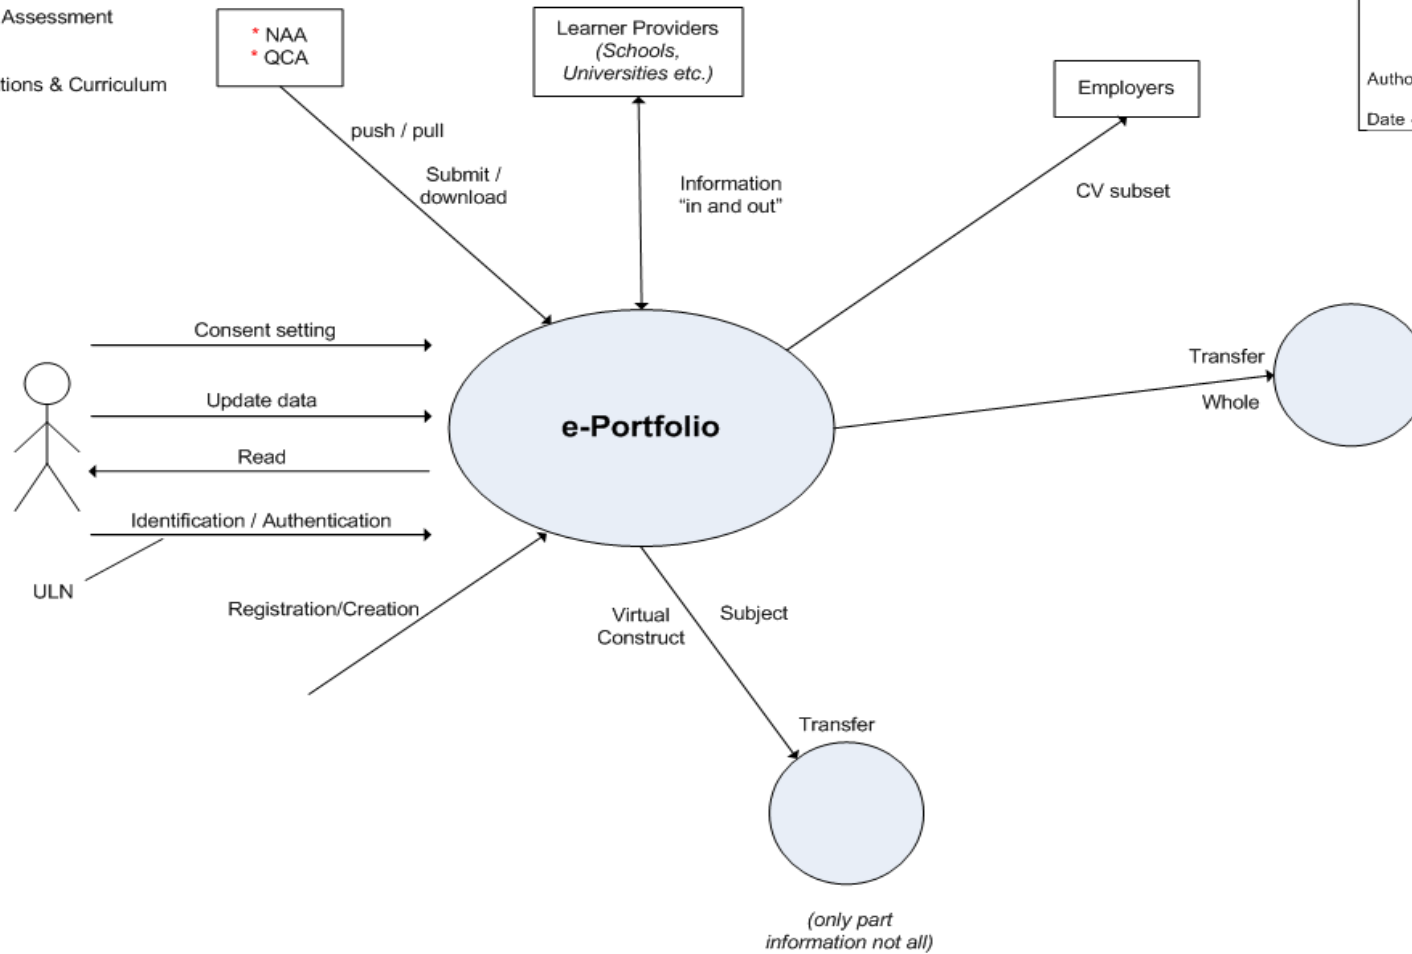 Assessment
* NAA
* QCA
tions & Curriculum
Learner Providers
(Schools,
Universities etc.)
Employers
Autho
Date
push / pull
Submit /
download
Information
“in and out”
CV subset
Consent setting
Update data
Read
Identification / Authentication
ULN
Registration/Creation
e-Portfolio
Transfer
Whole
Virtual
Construct
Subject
Transfer
(only part
information not all)